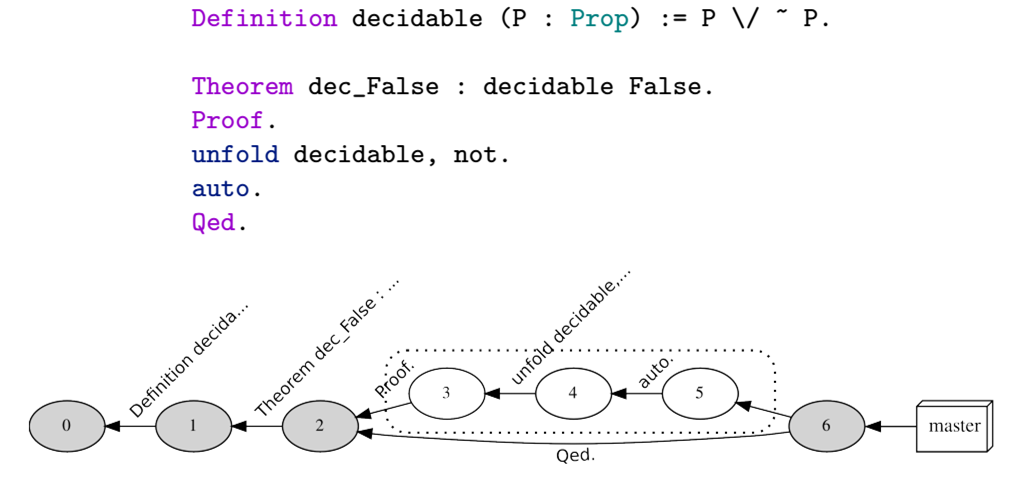 Definition decidable (P : Prop) := P \/ ~ P.
Theorem dec_False : decidable False.
Proof.
unfold decidable, not.
auto.
Qed.
Definition decida...
Theorem dec_False : ...
Proof.
unfold decidable,...
auto.
0
1
2
3
4
5
6
master
Qed.